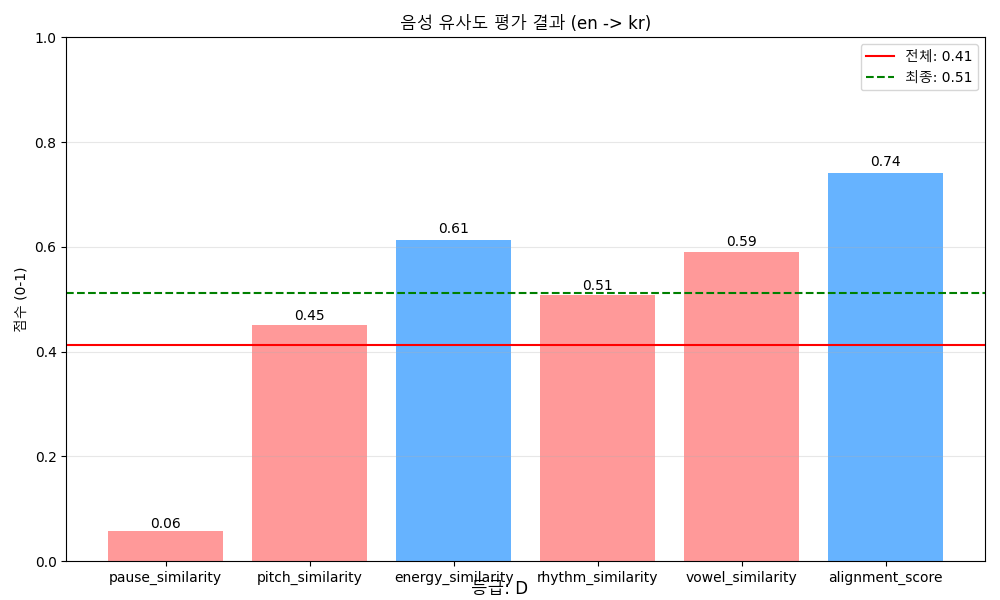 음성 유사도 평가 결과 (en -> kr)
전체: 0.41
최종: 0.51
점수 (0-1)
1.0
0.8
0.6
0.4
0.2
0.0
0.06
0.45
0.61
0.51
0.59
0.74
pause_similarity
pitch_similarity
energy_similarity
rhythm_similarity
vowel_similarity
alignment_score
등급: D